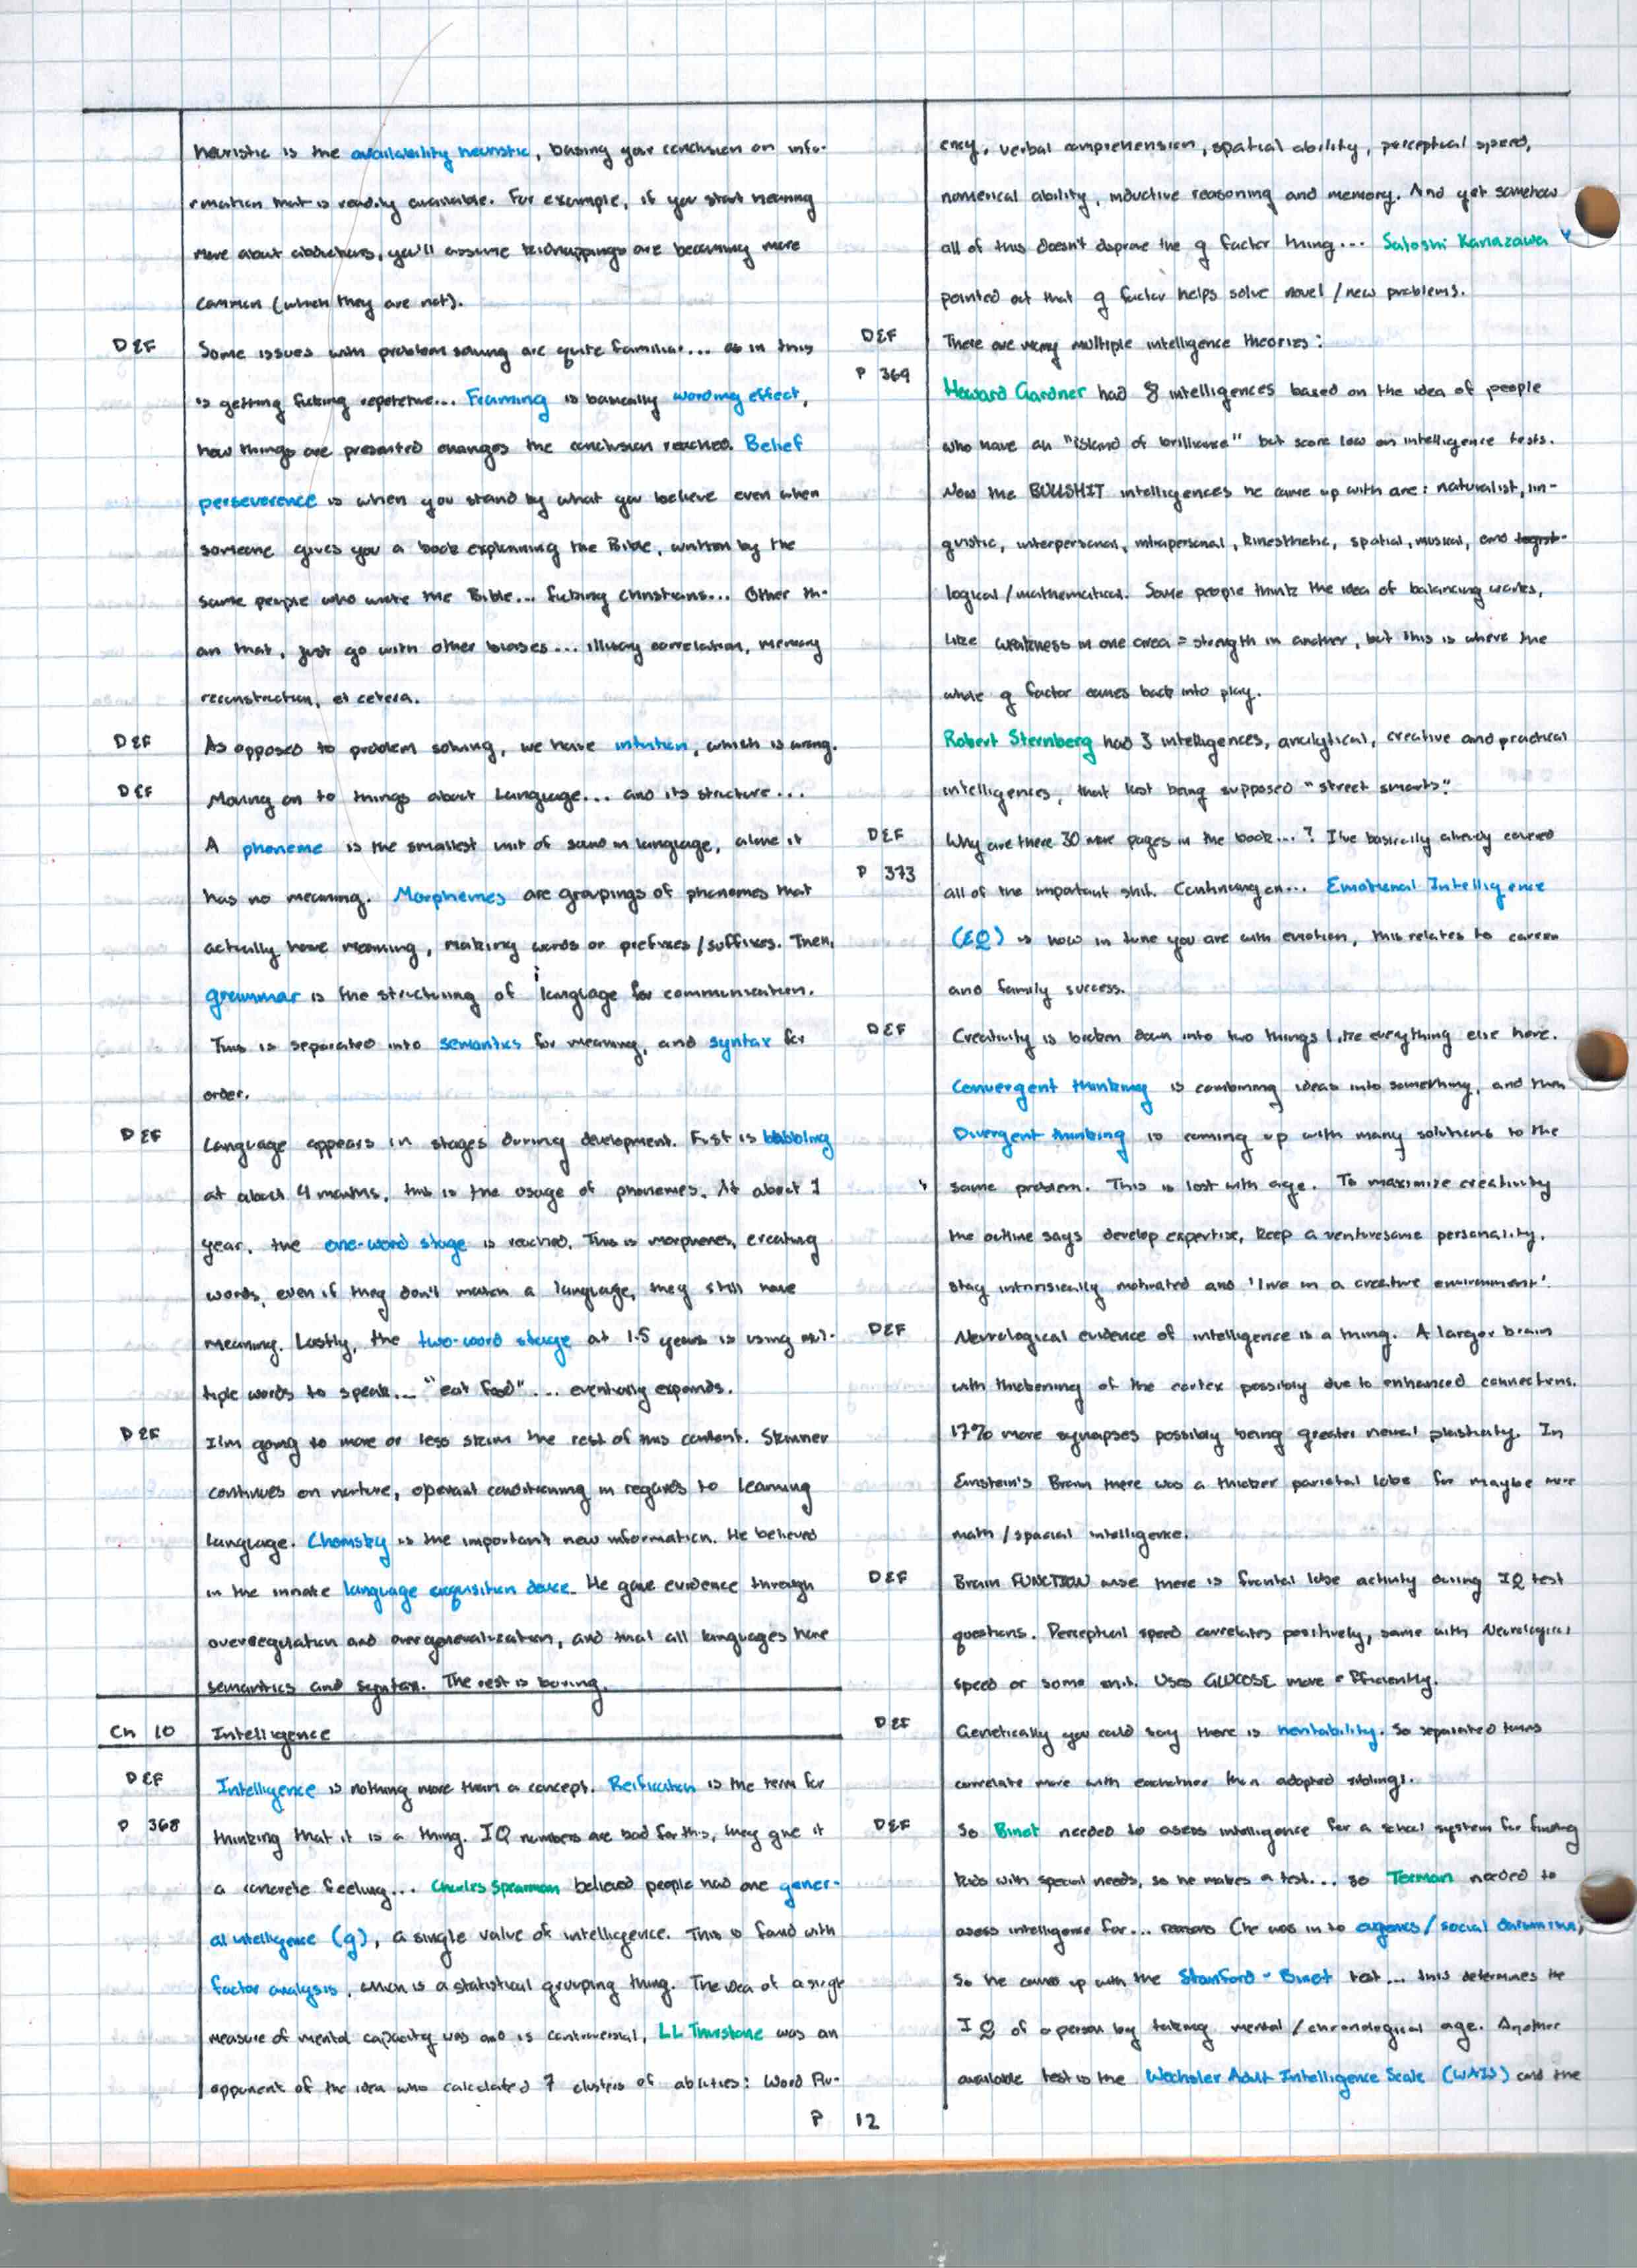 heuristic is the availability heuristic, basing your conclusion on info-
rmation that is readily available. For example, if you start hearing
more about abductions, you'll assume kidnappings are becoming more
common (which they are not).
DEF Some issues with problem solving are quite familiar... as in this
is getting fucking repetetive... Framing is basically wording effect,
how things are presented changes the conclusion reached. Belief
perseverence is when you stand by what you believe even when
someone gives you a book explaining the Bible, written by the
same people who wrote the Bible... fucking christians... Other th-
an that, just go with other biases... illusory correlation, memory
reconstruction, et cetera.
DEF As opposed to problem solving, we have intuition, which is wrong.
DEF Moving on to things about Language... and its structure...
A phoneme is the smallest unit of sound in language, alone it
has no meaning. Morphemes are groupings of phonemes that
actually have meaning, making words or prefixes/suffixes. Then,
grammar is the structuring of language for communication.
This is separated into semantics for meaning, and syntax for
order.
DEF Language appears in stages during development. First is babbling
at about 4 months, this is the usage of phonemes. At about 1
year, the one-word stage is reached. This is morphemes, creating
words, even if they don't match a language, they still have
meaning. Lastly, the two-word stage at 1.5 years is using mul-
tiple words to speak... "eat food"... eventually expands.
DEF I'm going to more or less skim the rest of this content. Skinner
continues on nurture, operant conditioning in regards to learning
language. Chomsky is the important new information. He believed
in the innate language acquisition device. He gave evidence through
overregulation and overgeneralization, and that all languages have
semantics and syntax. The rest is boring.
Ch 10 Intelligence
DEF Intelligence is nothing more than a concept. Reification is the term for
P 368 thinking that it is a thing. IQ numbers are bad for this, they give it
a concrete feeling... Charles Spearman believed people had one gener-
al intelligence (g), a single value of intelligence. This is found with
factor analysis, which is a statistical grouping thing. The idea of a single
measure of mental capacity was and is controversial, LL Thurstone was an
opponent of the idea who calculated 7 clusters of abilities: Word flu-
ency, verbal comprehension, spatial ability, perceptual speed,
numerical ability, inductive reasoning and memory. And yet somehow
all of this doesn't disprove the g factor thing... Satoshi Kanazawa
pointed out that g factor helps solve novel/new problems.
DEF There are many multiple intelligence theories:
P 369 Howard Gardner had 8 intelligences based on the idea of people
who have an "island of brilliance" but score low on intelligence tests.
Now the BULLSHIT intelligences he came up with are: naturalist, lin-
guistic, interpersonal, intrapersonal, kinesthetic, spatial, musical, and
logical/mathematical. Some people think the idea of balancing works,
like weakness in one area = strength in another, but this is where the
whole g factor comes back into play.
Robert Sternberg had 3 intelligences, analytical, creative and practical
intelligences, that last being supposed "street smarts".
DEF Why are there 30 more pages in the book...? I've basically already covered
P 373 all of the important shit. Continuing on... Emotional Intelligence
(EQ) is how in tune you are with emotion, this relates to career
and family success.
DEF Creativity is broken down into two things like everything else here.
Convergent thinking is combining ideas into something, and then
Divergent thinking is coming up with many solutions to the
same problem. This is lost with age. To maximize creativity
the outline says develop expertise, keep a venturesome personality,
stay intrinsically motivated and 'live in a creative environment'.
DEF Neurological evidence of intelligence is a thing. A larger brain
with thickening of the cortex possibly due to enhanced connections.
17% more synapses possibly being greater neural plasticity. In
Einstein's Brain there was a thicker parietal lobe for maybe more
math/spacial intelligence.
DEF Brain FUNCTION wise there is frontal lobe activity during IQ test
questions. Perceptual speed correlates positively, same with Neurological
speed or some shit. Uses GLUCOSE more efficiently.
DEF Genetically you could say there is heritability. So separated twins
correlate more with eachother then adopted siblings.
DEF So Binet needed to asess intelligence for a school system for finding
kids with special needs, so he makes a test... so Terman needed to
asess intelligence for... reasons (he was in to eugenics/social darwinism,
so he comes up with the Stanford-Binet test... this determines the
IQ of a person by taking mental/chronological age. Another
available test is the Wechsler Adult Intelligence Scale (WAIS) and the
P 12